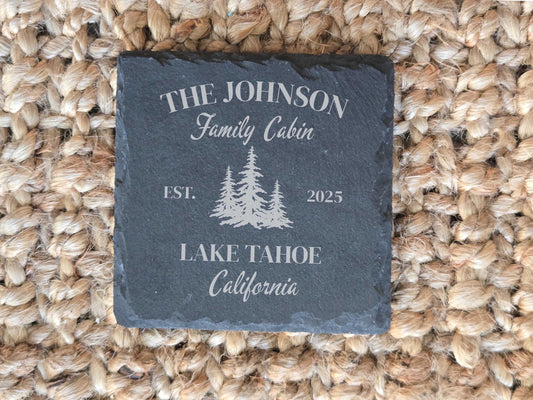 THE JOHNSON
Family Cabin
EST. 2025
LAKE TAHOE
California